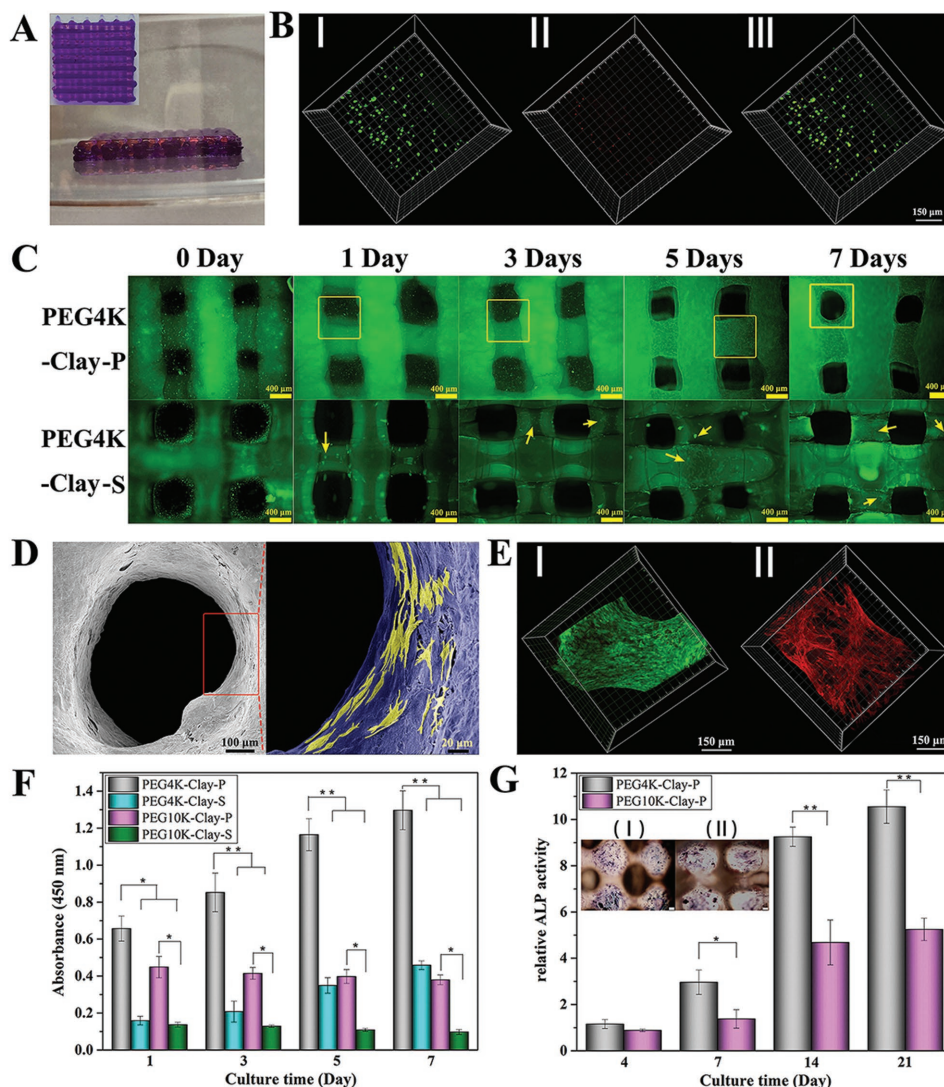 A
B
I
II
III
150 μm
C
0 Day
1 Day
3 Days
5 Days
7 Days
PEG4K
-Clay-P
400 μm
400 μm
400 μm
400 μm
400 μm
PEG4K
-Clay-S
400 μm
400 μm
400 μm
400 μm
400 μm
D
100 μm
20 μm
E
I
II
150 μm
150 μm
F
PEG4K-Clay-P
PEG4K-Clay-S
PEG10K-Clay-P
PEG10K-Clay-S
Absorbance (450 nm)
1.4
1.2
1.0
0.8
0.6
0.4
0.2
0.0
*
*
**
*
**
*
**
*
1
3
5
7
Culture time (Day)
G
PEG4K-Clay-P
PEG10K-Clay-P
( I )
( II )
relative ALP activity
12
10
8
6
4
2
0
*
**
**
4
7
14
21
Culture time (Day)